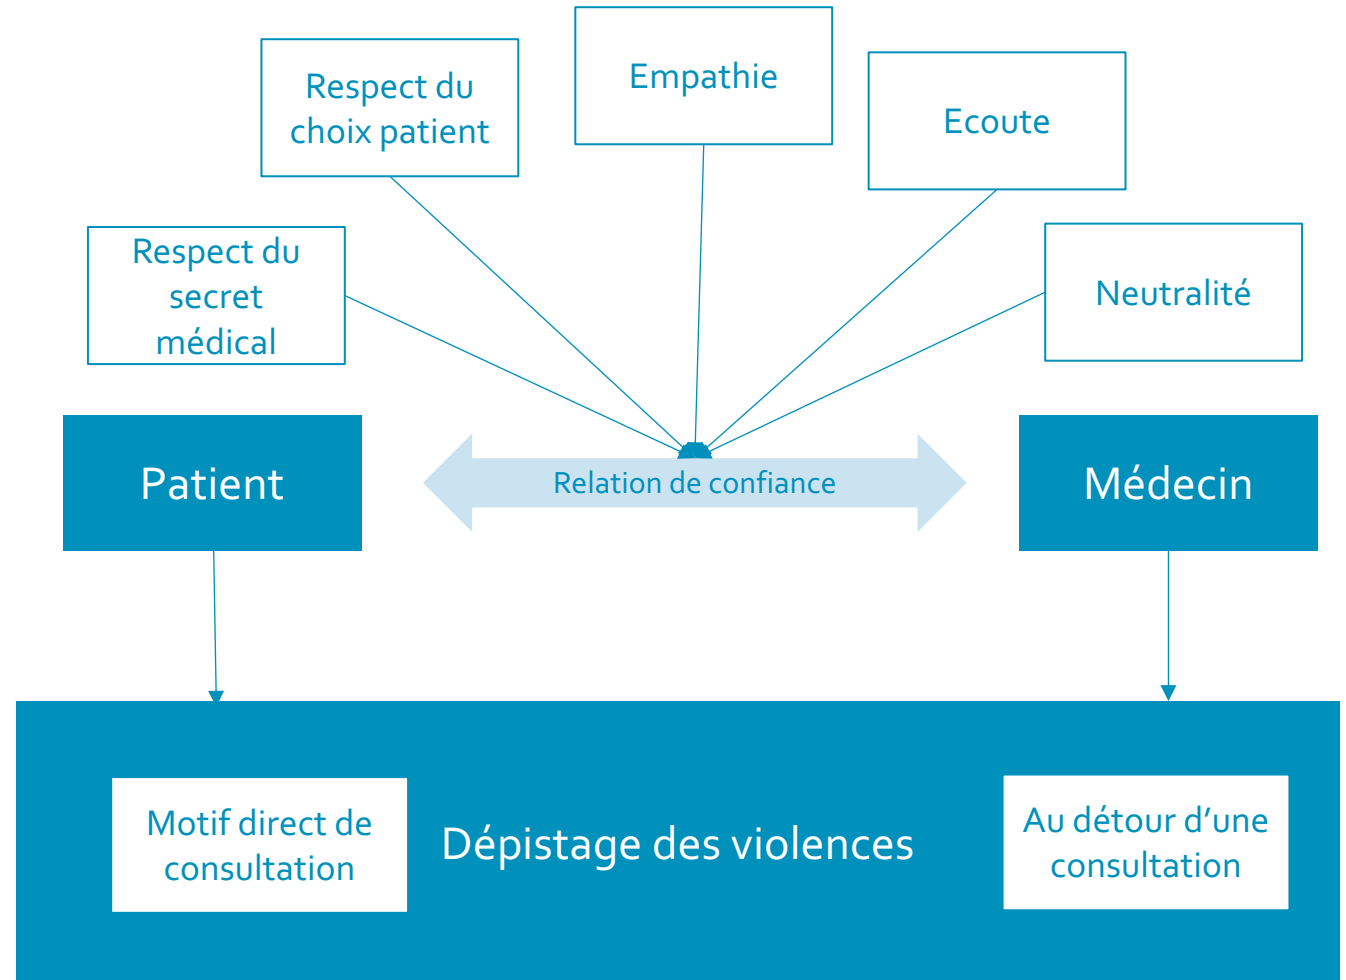 Empathie
Respect du
choix patient
Ecoute
Respect du
secret
médical
Neutralité
Patient
Relation de confiance
Médecin
Motif direct de
consultation
Dépistage des violences
Au détour d’une
consultation